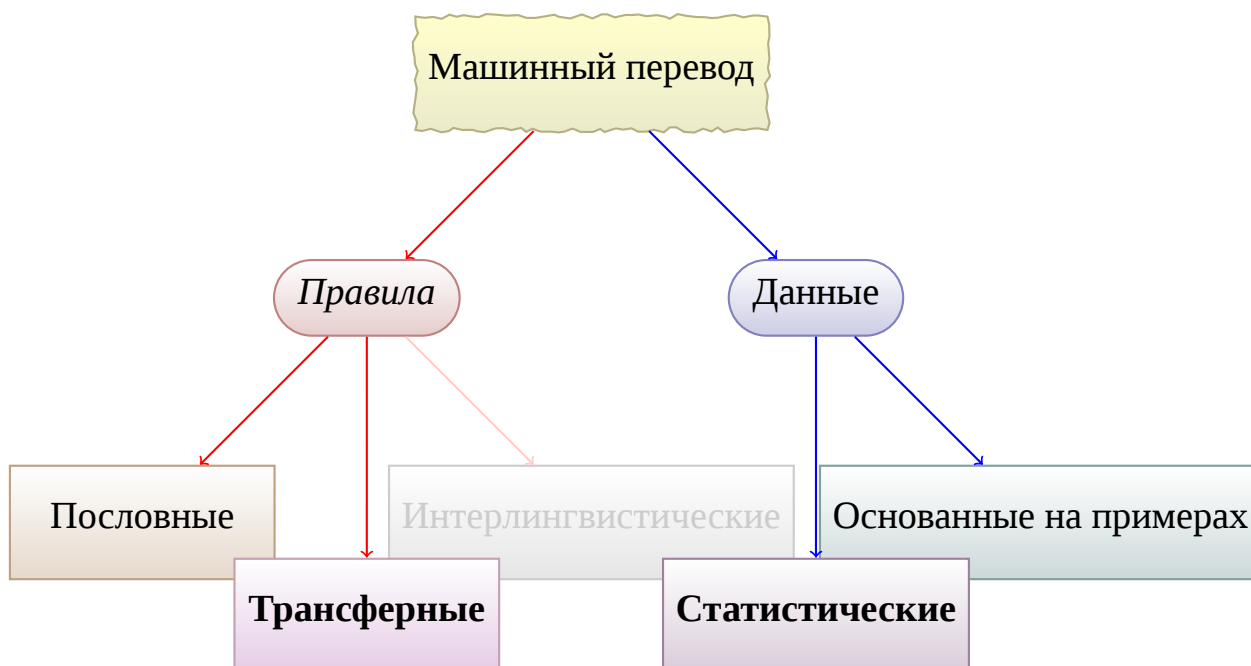 Машинный перевод
Правила
Данные
Пословные
Интерлингвистические
Основанные на примерах
Трансферные
Статистические